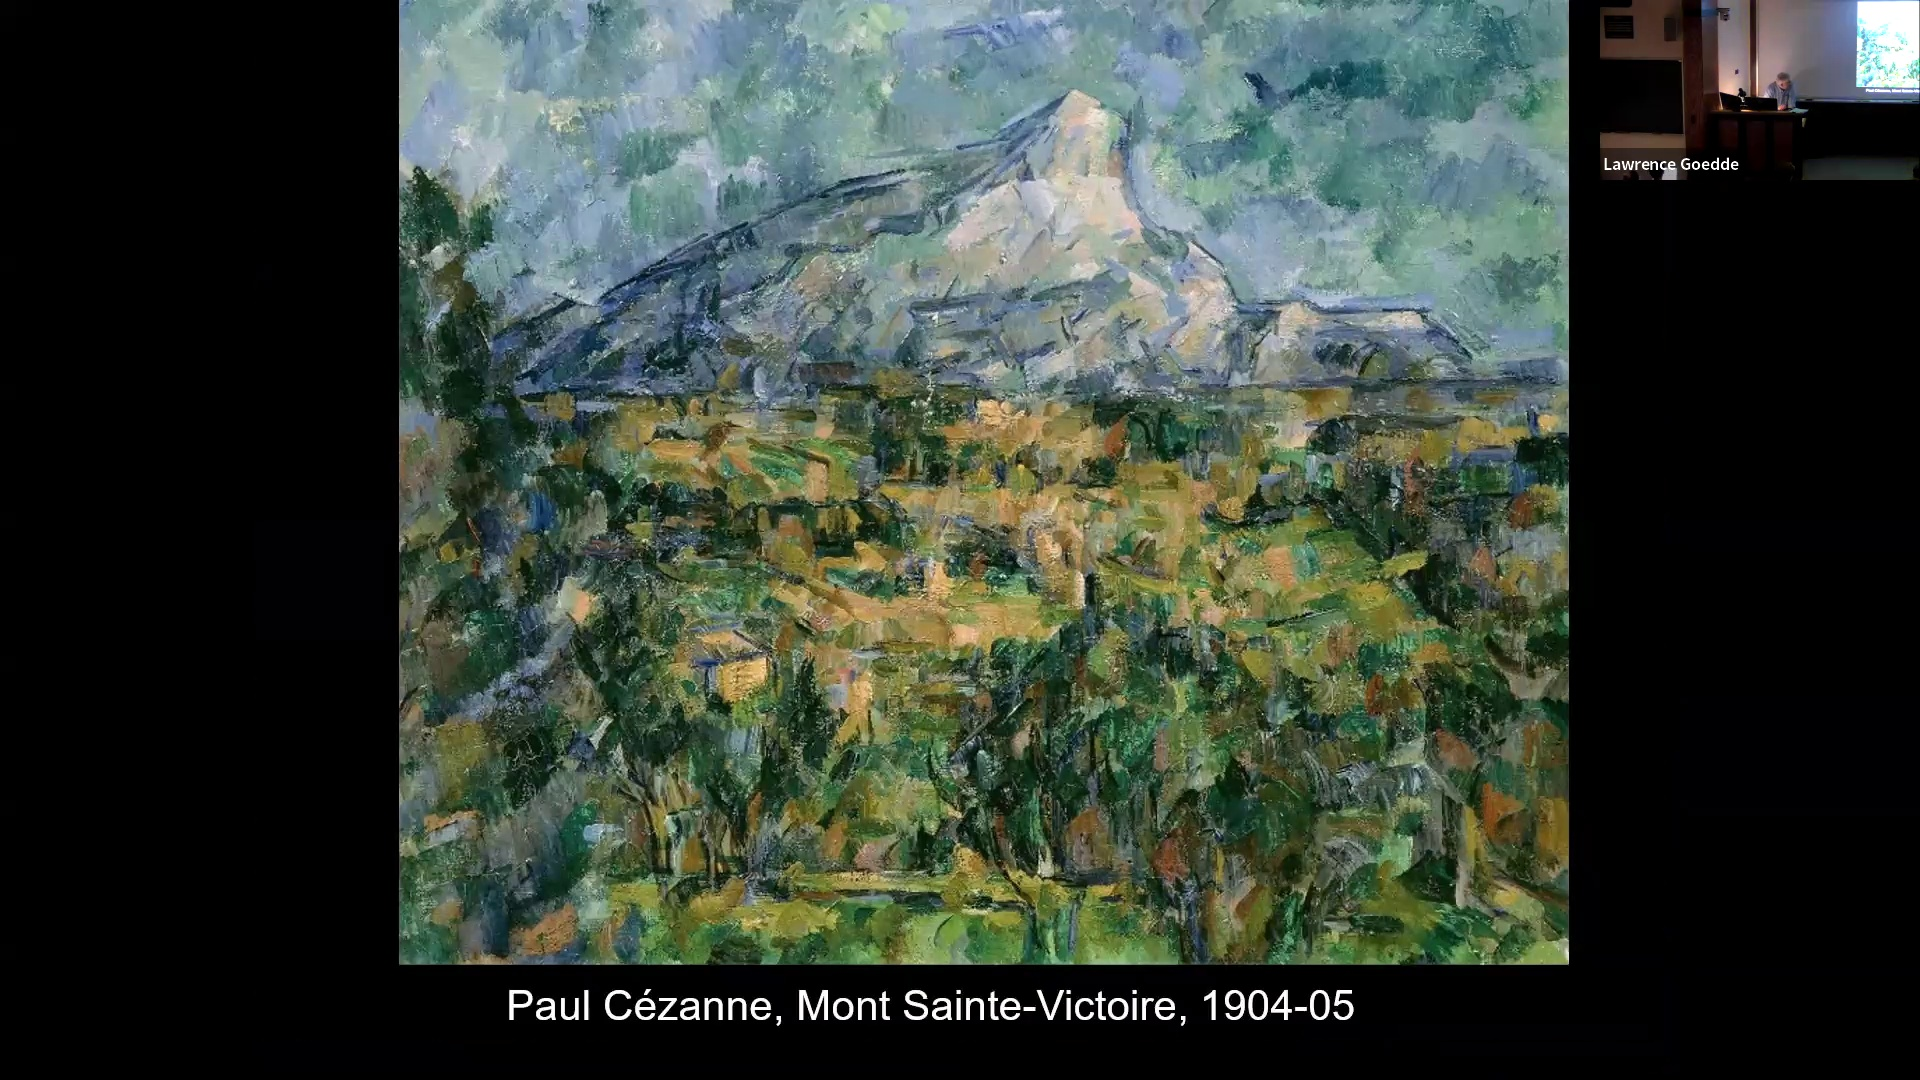 Lawrence Goedde
Paul Cézanne, Mont Sainte-Victoire, 1904-05